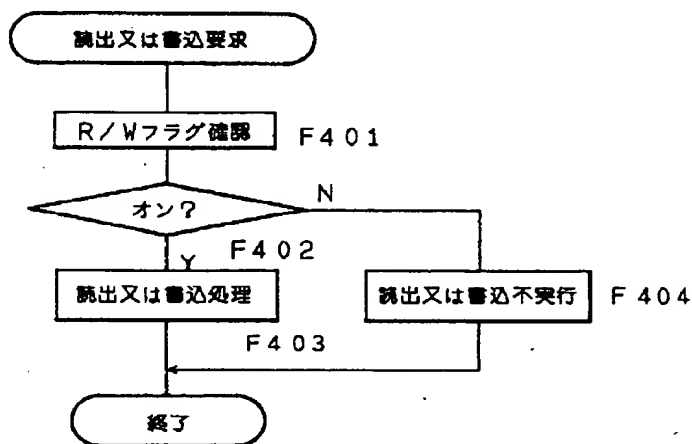 読出又は書込要求
R/Wフラグ確認
F401
オン?
N
F402
Y
読出又は書込処理
読出又は書込不実行
F404
F403
終了